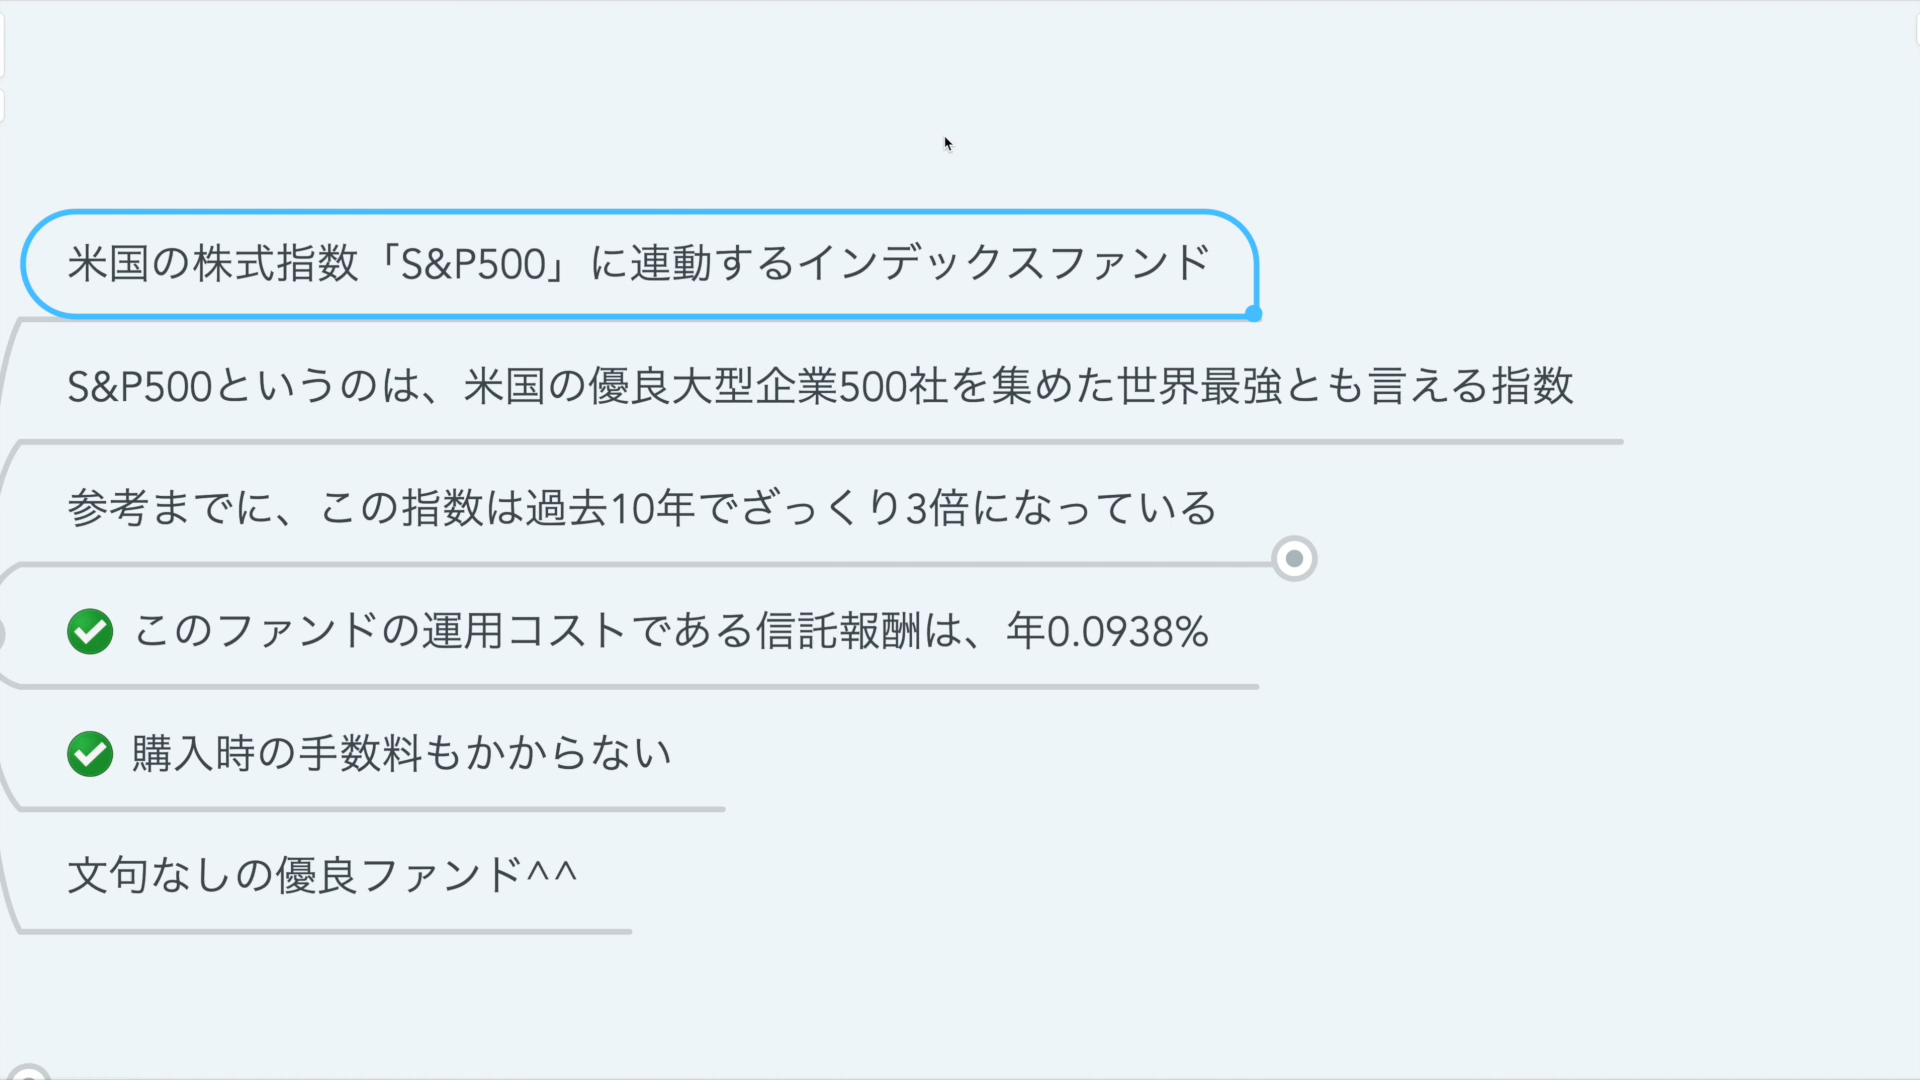 米国の株式指数「S&P500」に連動するインデックスファンド
S&P500というのは、米国の優良大型企業500社を集めた世界最強とも言える指数
参考までに、この指数は過去10年でざっくり3倍になっている
✅ このファンドの運用コストである信託報酬は、年0.0938%
✅ 購入時の手数料もかからない
文句なしの優良ファンド^^